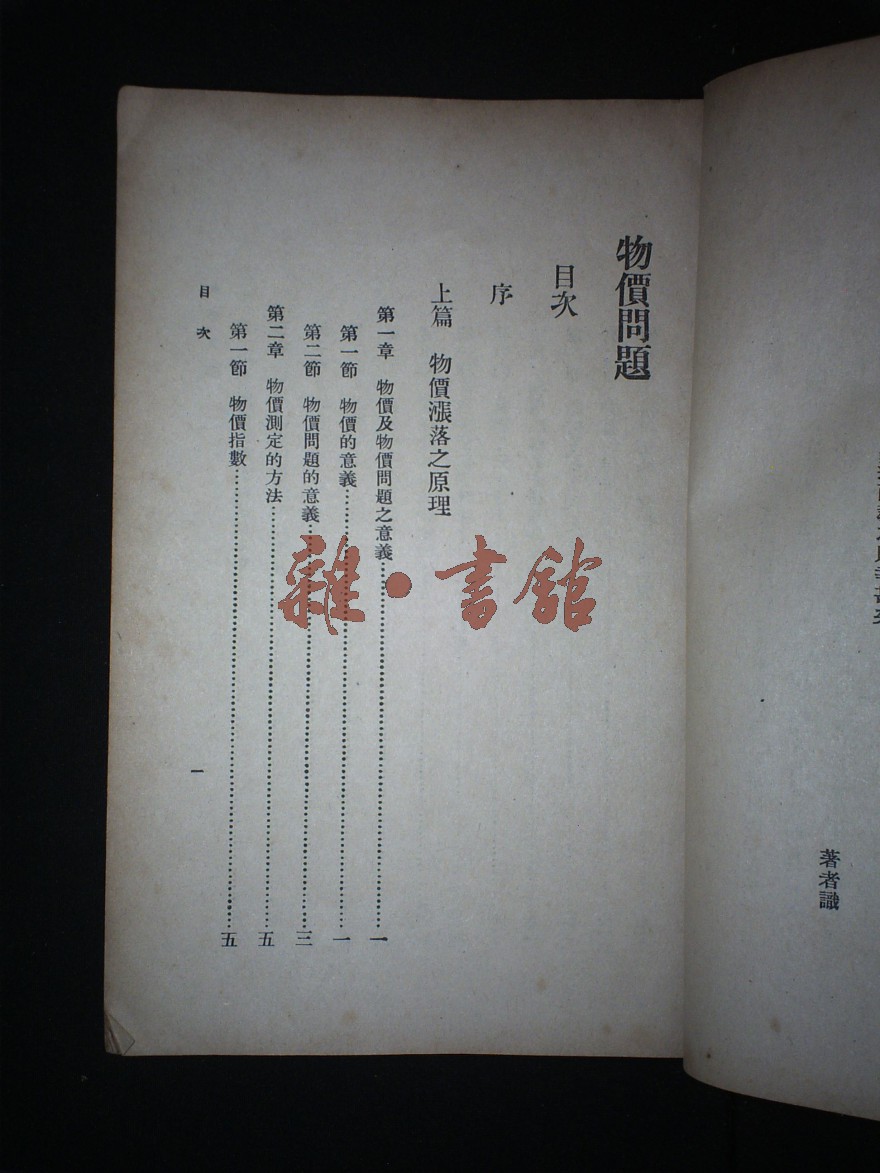 著者識
物價問題
目次
序
上篇 物價漲落之原理
第一章 物價及物價問題之意義……一
第一節 物價的意義……一
第二節 物價問題的意義……三
第二章 物價測定的方法……五
第一節 物價指數……五
目次 一
雜·書館